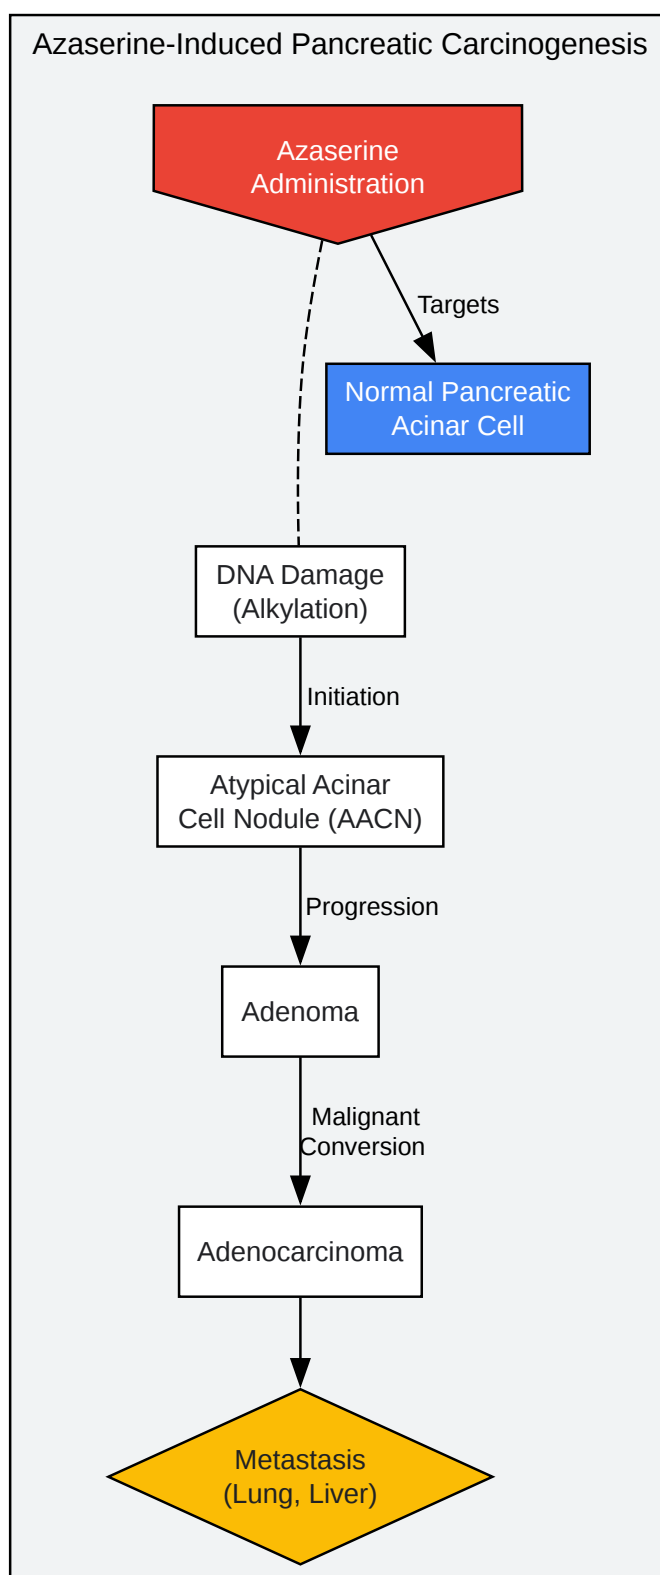 Azaserine-Induced Pancreatic Carcinogenesis
Azaserine
Administration
Targets
Normal Pancreatic
Acinar Cell
DNA Damage
(Alkylation)
Initiation
Atypical Acinar
Cell Nodule (AACN)
Progression
Adenoma
Malignant
Conversion
Adenocarcinoma
Metastasis
(Lung, Liver)